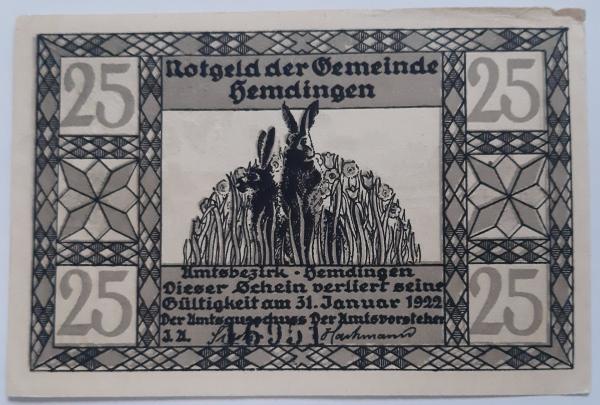 25 25
Notgeld der Gemeinde
Hemdingen
Amtsbezirk - Hemdingen
Dieser Schein verliert seine
Gültigkeit am 31. Januar 1922
Der Amtsausschuss Der Amtsvorsteher
J.A. Hachmann
25 25